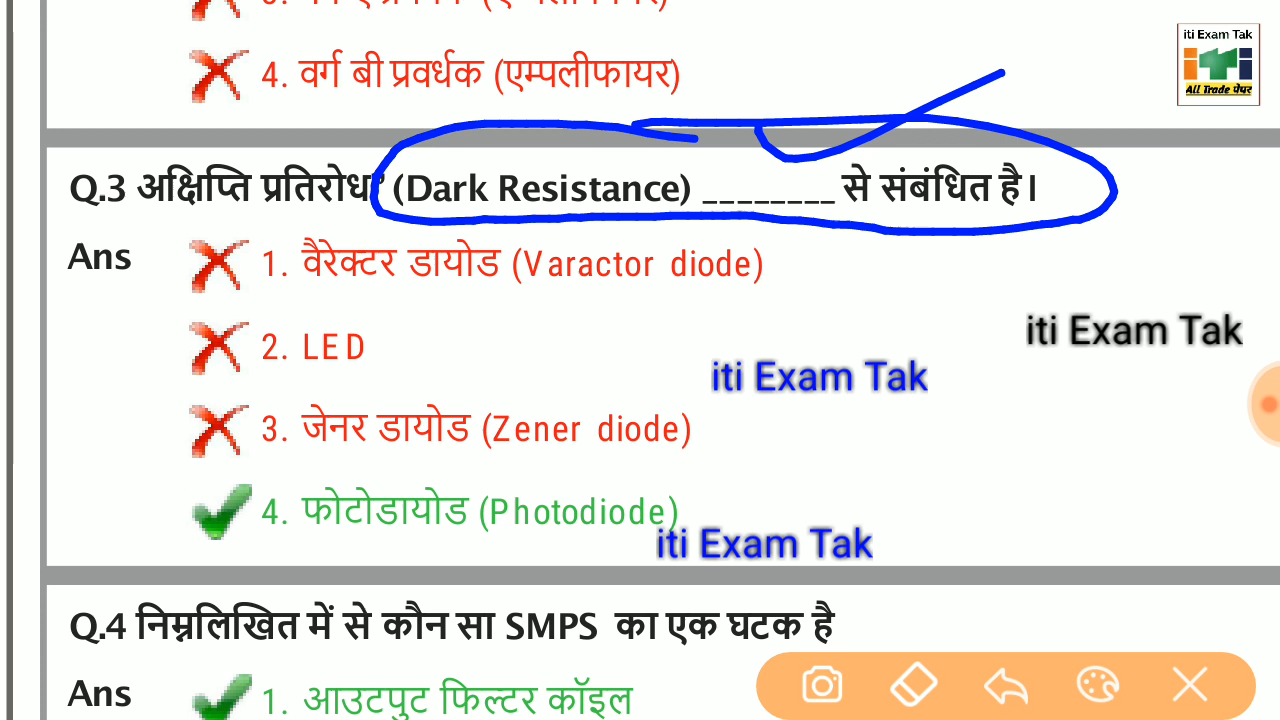 iti Exam Tak
All Trade पेपर
4. वर्ग बी प्रवर्धक (एम्पलीफायर)
Q.3 अक्षिप्ति प्रतिरोध" (Dark Resistance) ________ से संबंधित है।
Ans
1. वैरेक्टर डायोड (Varactor diode)
2. LED
iti Exam Tak
iti Exam Tak
3. जेनर डायोड (Zener diode)
4. फोटोडायोड (Photodiode)
iti Exam Tak
Q.4 निम्नलिखित में से कौन सा SMPS का एक घटक है
Ans
1. आउटपुट फिल्टर कॉइल